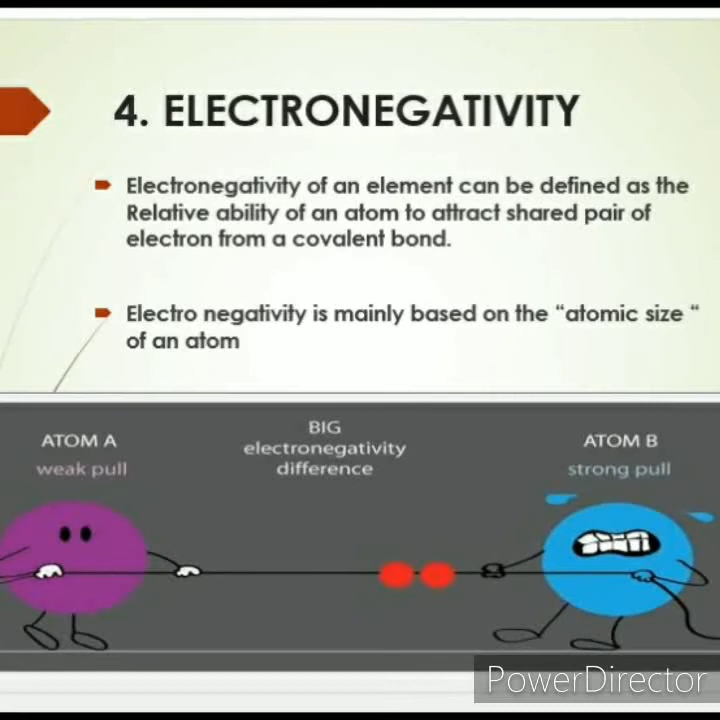 4. ELECTRONEGATIVITY
Electronegativity of an element can be defined as the
Relative ability of an atom to attract shared pair of
electron from a covalent bond.
Electro negativity is mainly based on the "atomic size "
of an atom
BIG
electronegativity
difference
ATOM A
weak pull
ATOM B
strong pull
PowerDirector